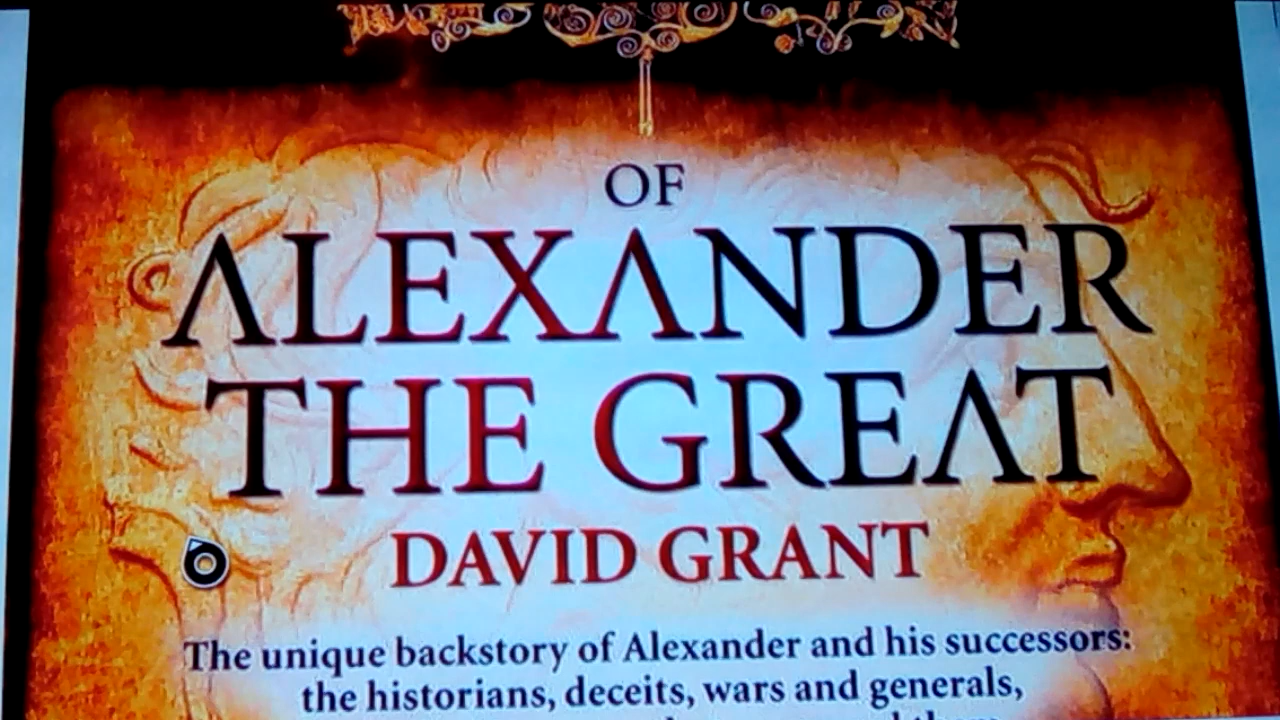 OF
ALEXANDER
THE GREAT
DAVID GRANT
The unique backstory of Alexander and his successors:
the historians, deceits, wars and generals,